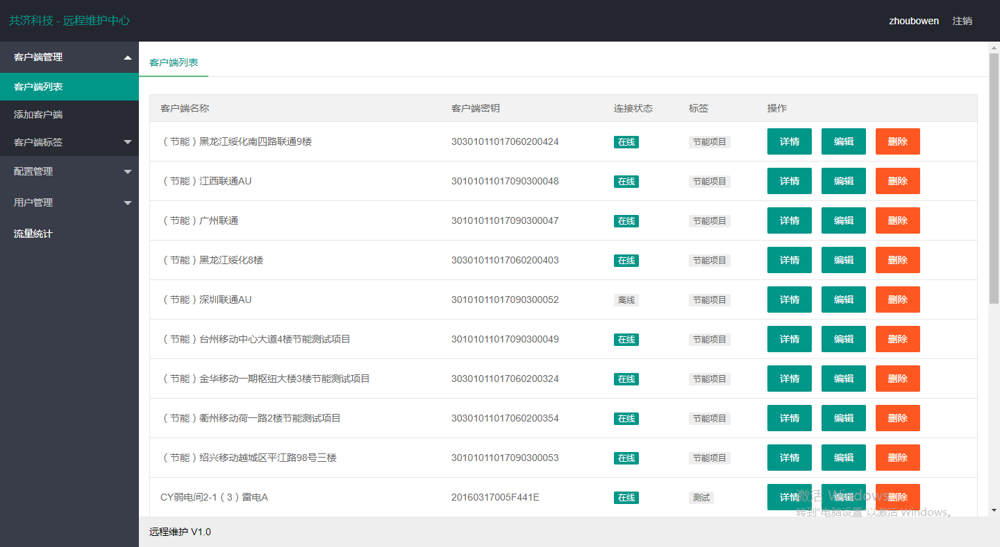 共济科技 - 远程维护中心
zhoubowen 注销
客户端管理
客户端列表
添加客户端
客户端标签
配置管理
用户管理
流量统计
客户端列表
客户端名称 客户端密钥 连接状态 标签 操作
（节能）黑龙江绥化南四路联通9楼 30301011017060200424 在线 节能项目 详情 编辑 删除
（节能）江西联通AU 30101011017090300048 在线 节能项目 详情 编辑 删除
（节能）广州联通 30101011017090300047 在线 节能项目 详情 编辑 删除
（节能）黑龙江绥化8楼 30301011017060200403 在线 节能项目 详情 编辑 删除
（节能）深圳联通AU 30101011017090300052 离线 节能项目 详情 编辑 删除
（节能）台州移动中心大道4楼节能测试项目 30101011017090300049 在线 节能项目 详情 编辑 删除
（节能）金华移动一期枢纽大楼3楼节能测试项目 30301011017060200324 在线 节能项目 详情 编辑 删除
（节能）衢州移动荷一路2楼节能测试项目 30301011017060200354 在线 节能项目 详情 编辑 删除
（节能）绍兴移动越城区平江路98号三楼 30101011017090300053 在线 节能项目 详情 编辑 删除
CY弱电间2-1（3）雷电A 20160317005F441E 在线 测试 详情 编辑 删除
激活 Windows
转到"电脑设置"以激活 Windows。
远程维护 V1.0